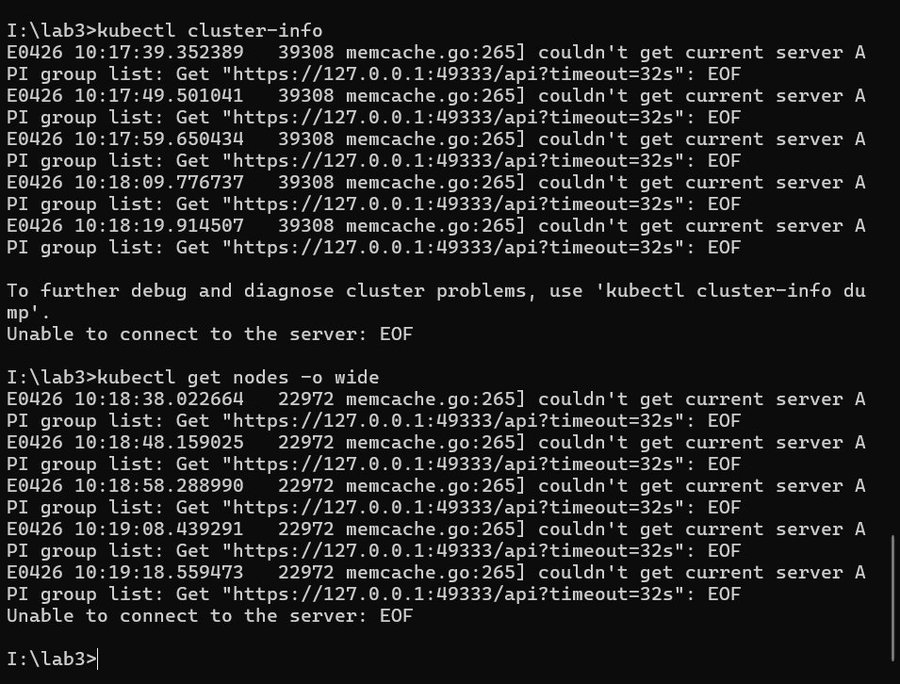 I:\lab3>kubectl cluster-info
E0426 10:17:39.352389   39308 memcache.go:265] couldn't get current server A
PI group list: Get "https://127.0.0.1:49333/api?timeout=32s": EOF
E0426 10:17:49.501041   39308 memcache.go:265] couldn't get current server A
PI group list: Get "https://127.0.0.1:49333/api?timeout=32s": EOF
E0426 10:17:59.650434   39308 memcache.go:265] couldn't get current server A
PI group list: Get "https://127.0.0.1:49333/api?timeout=32s": EOF
E0426 10:18:09.776737   39308 memcache.go:265] couldn't get current server A
PI group list: Get "https://127.0.0.1:49333/api?timeout=32s": EOF
E0426 10:18:19.914507   39308 memcache.go:265] couldn't get current server A
PI group list: Get "https://127.0.0.1:49333/api?timeout=32s": EOF

To further debug and diagnose cluster problems, use 'kubectl cluster-info du
mp'.
Unable to connect to the server: EOF

I:\lab3>kubectl get nodes -o wide
E0426 10:18:38.022664   22972 memcache.go:265] couldn't get current server A
PI group list: Get "https://127.0.0.1:49333/api?timeout=32s": EOF
E0426 10:18:48.159025   22972 memcache.go:265] couldn't get current server A
PI group list: Get "https://127.0.0.1:49333/api?timeout=32s": EOF
E0426 10:18:58.288990   22972 memcache.go:265] couldn't get current server A
PI group list: Get "https://127.0.0.1:49333/api?timeout=32s": EOF
E0426 10:19:08.439291   22972 memcache.go:265] couldn't get current server A
PI group list: Get "https://127.0.0.1:49333/api?timeout=32s": EOF
E0426 10:19:18.559473   22972 memcache.go:265] couldn't get current server A
PI group list: Get "https://127.0.0.1:49333/api?timeout=32s": EOF
Unable to connect to the server: EOF

I:\lab3>